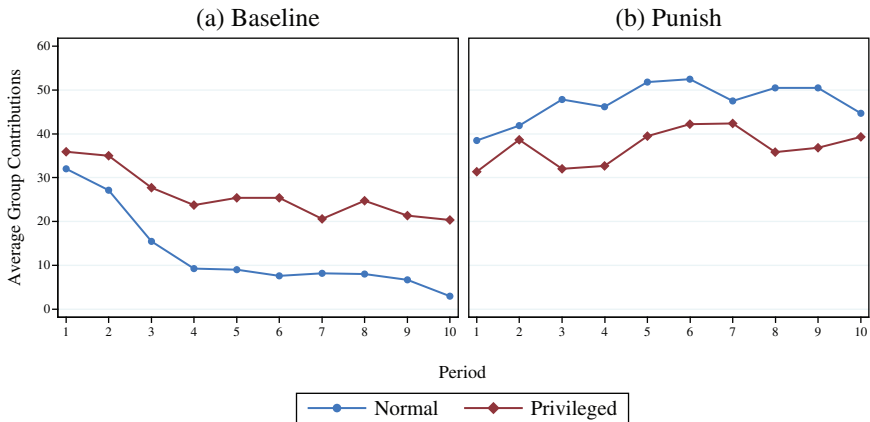 (a) Baseline
(b) Punish
Average Group Contributions
60
50
40
30
20
10
0
1 2 3 4 5 6 7 8 9 10
1 2 3 4 5 6 7 8 9 10
Period
Normal Privileged